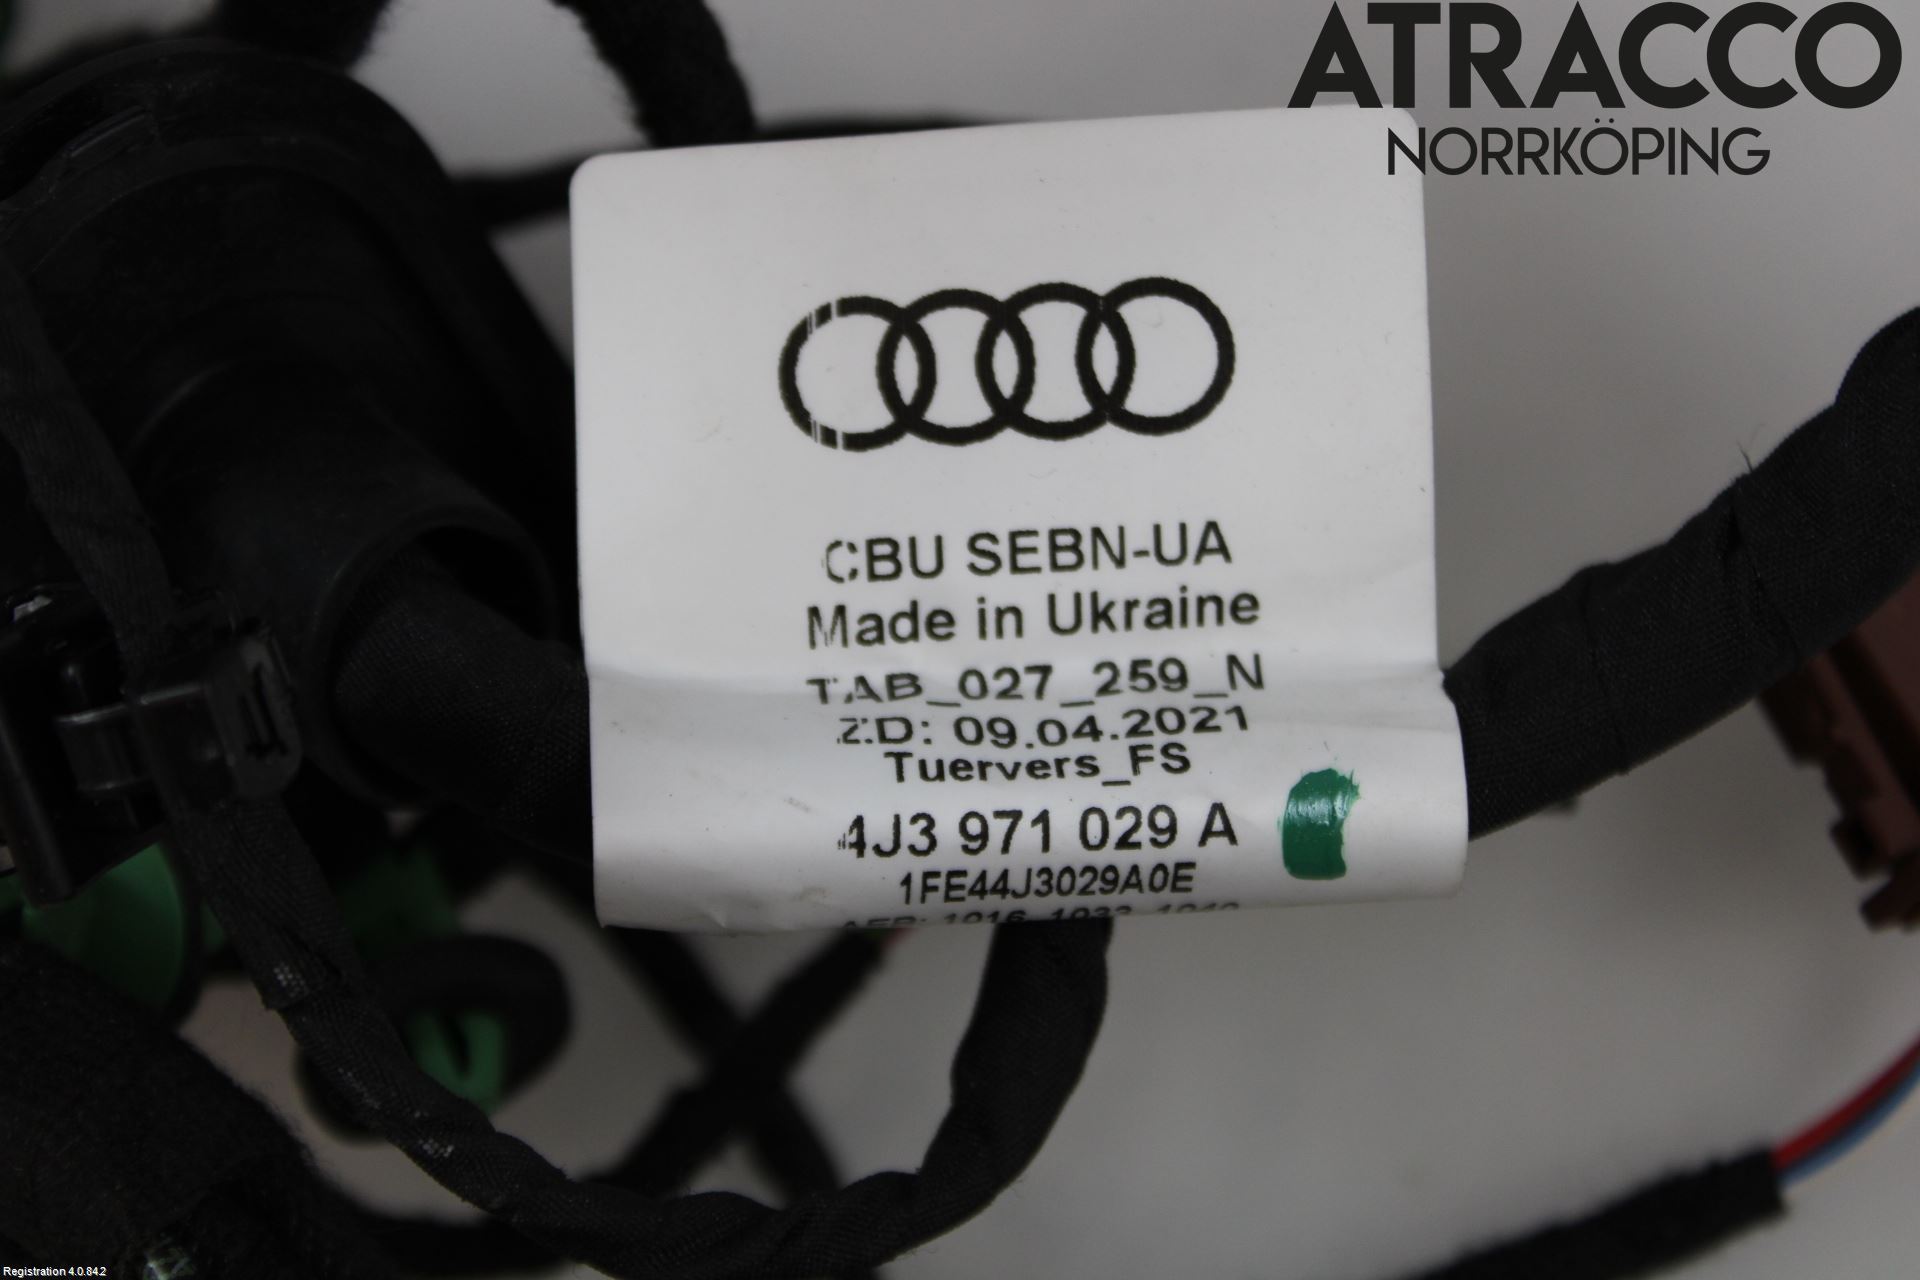 ATRACCO
NORRKÖPING
CBU SEBN-UA
Made in Ukraine
TAB_027_259_N
ZD: 09.04.2021
Tuervers_FS
4J3 971 029 A
1FE44J3029A0E
Registration 4.0.84.2